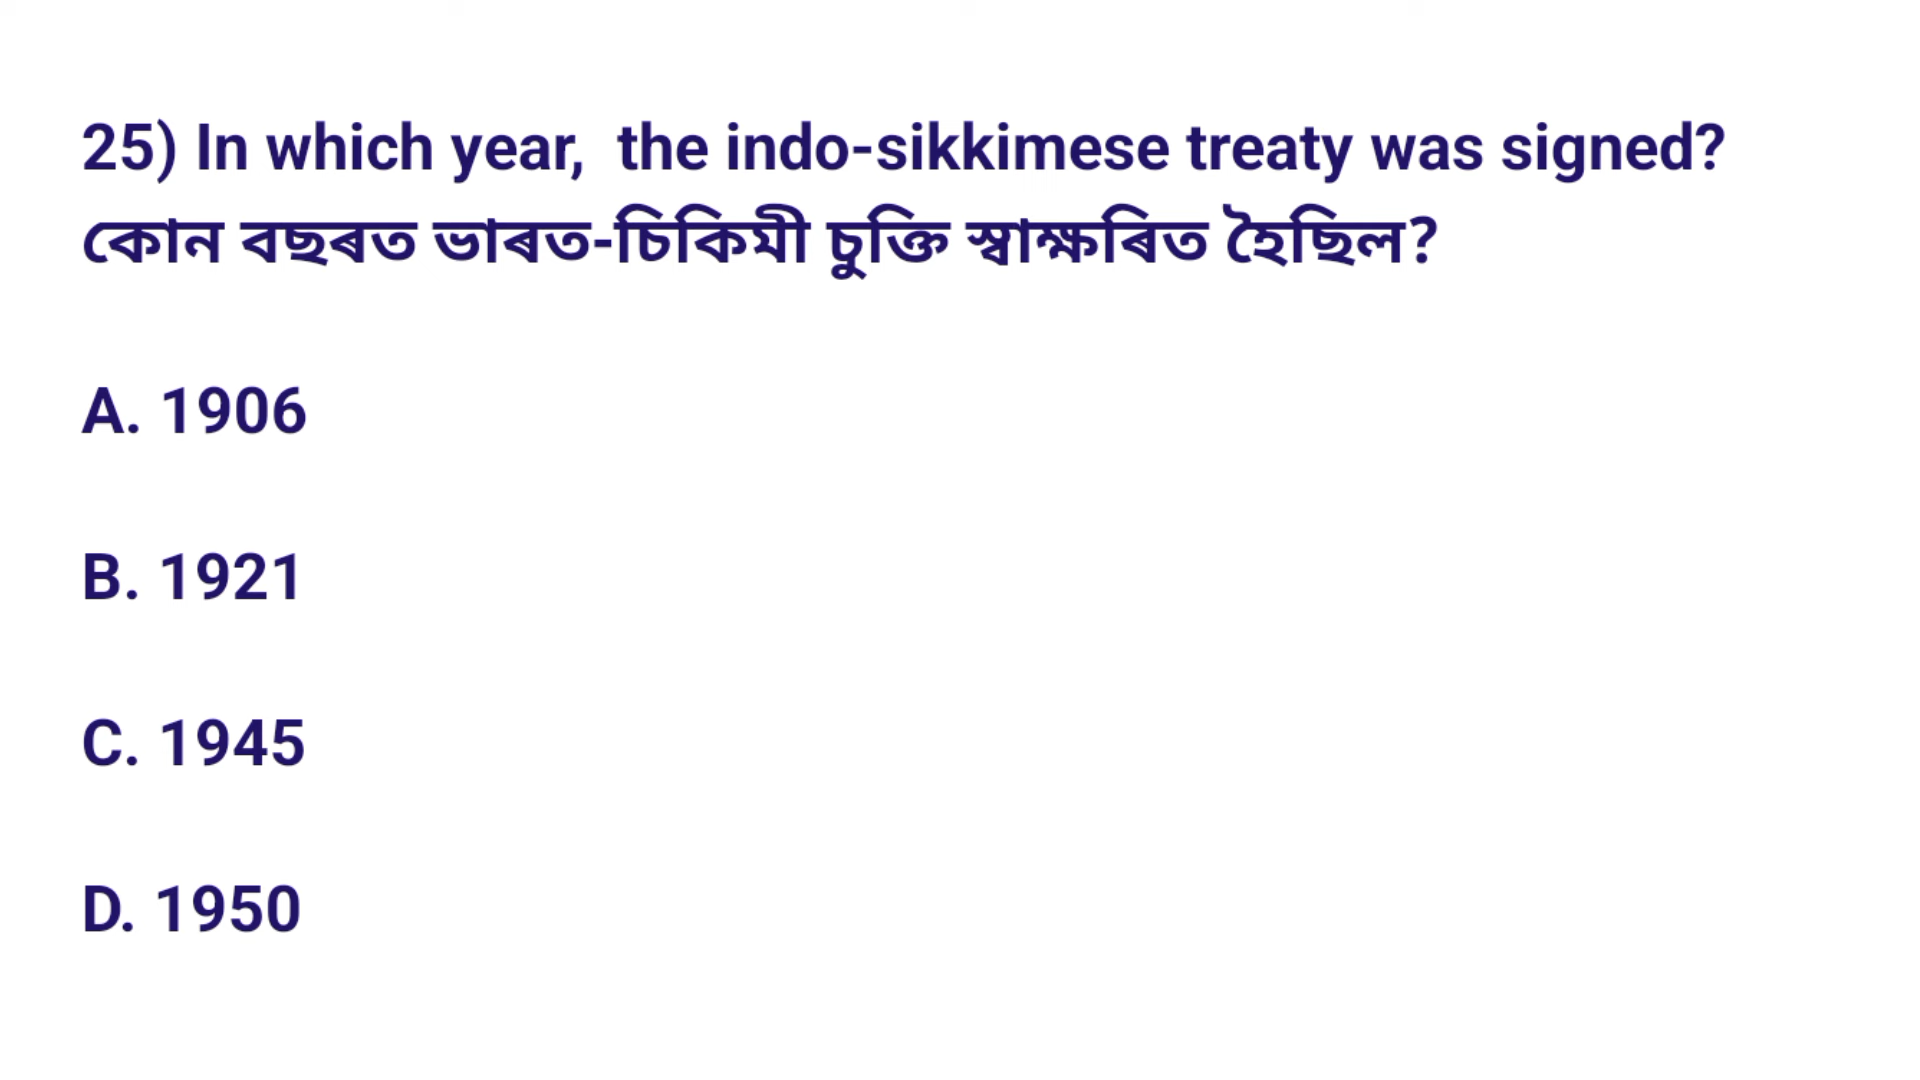 25) In which year,  the indo-sikkimese treaty was signed?
কোন বছৰত ভাৰত-চিকিমী চুক্তি স্বাক্ষৰিত হৈছিল?
A. 1906
B. 1921
C. 1945
D. 1950